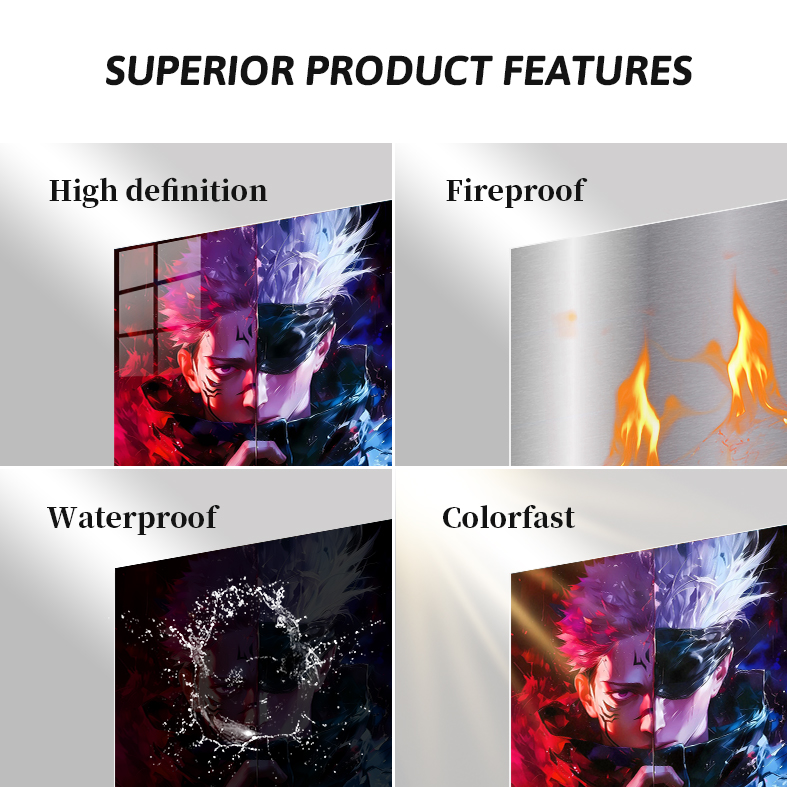 SUPERIOR PRODUCT FEATURES
High definition
Fireproof
Waterproof
Colorfast